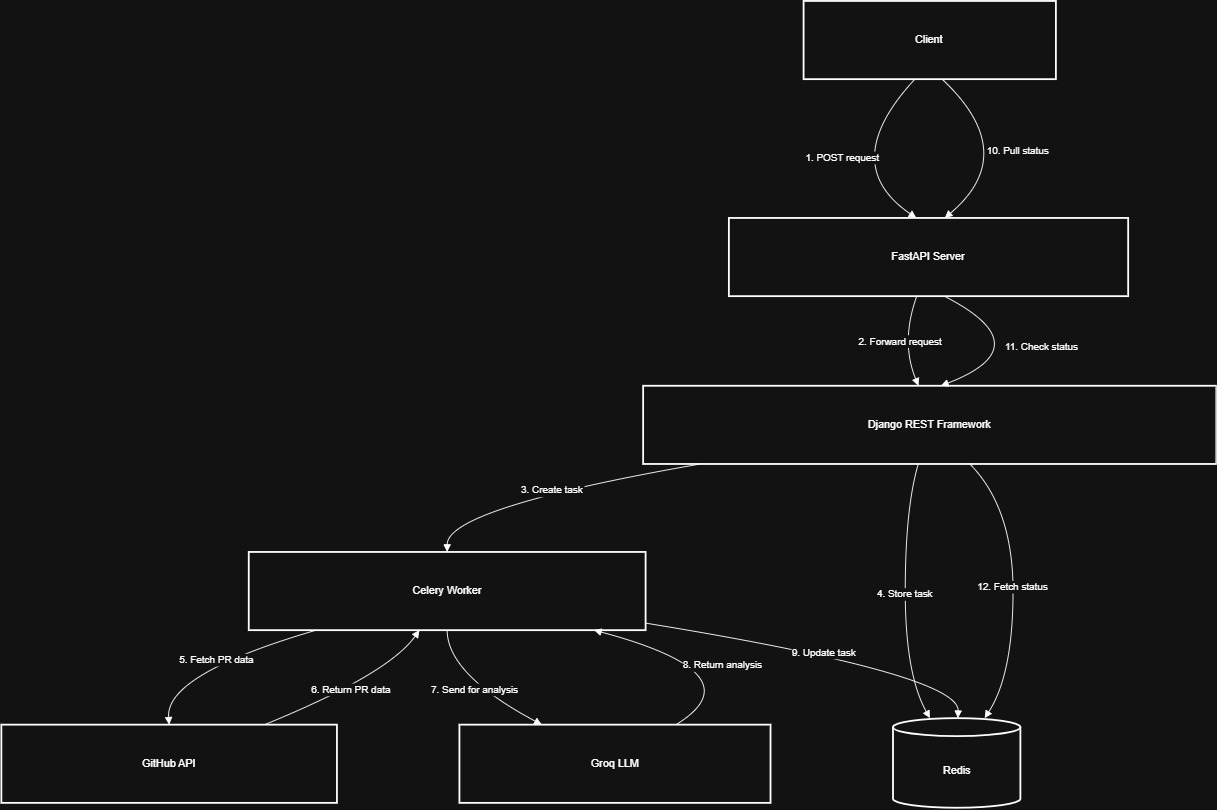 Client
1. POST request
10. Pull status
FastAPI Server
2. Forward request
11. Check status
Django REST Framework
3. Create task
4. Store task
12. Fetch status
Celery Worker
5. Fetch PR data
6. Return PR data
7. Send for analysis
8. Return analysis
9. Update task
GitHub API
Groq LLM
Redis